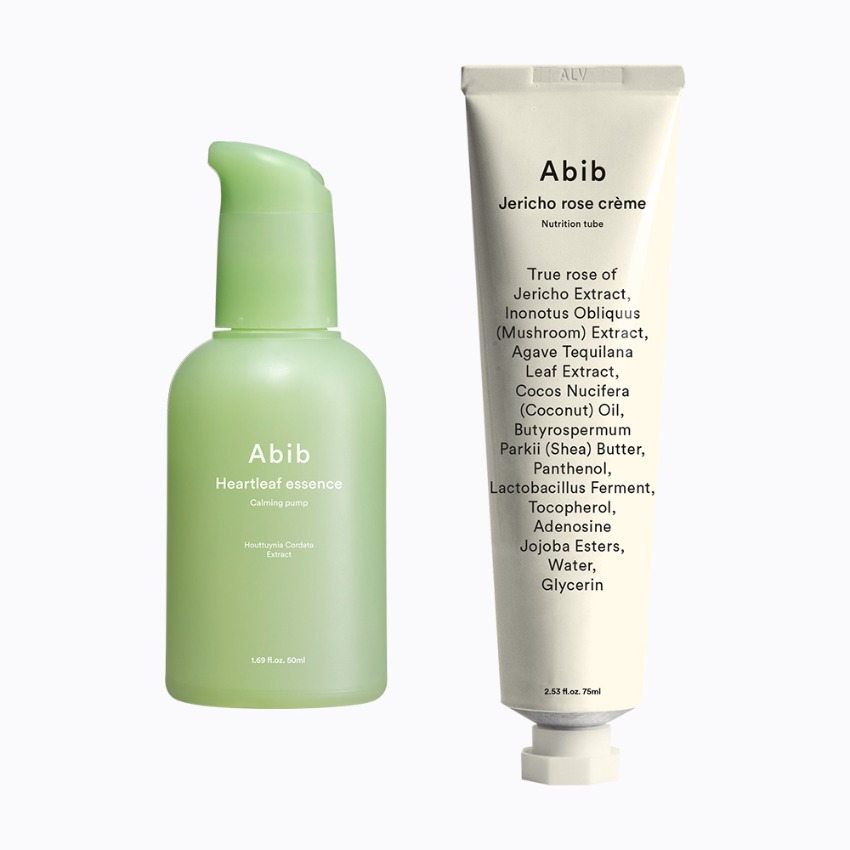 Abib
Heartleaf essence
Calming pump
Houttuynia Cordata
Extract
1.69 fl.oz. 50ml
ALV
Abib
Jericho rose crème
Nutrition tube
True rose of
Jericho Extract,
Inonotus Obliquus
(Mushroom) Extract,
Agave Tequilana
Leaf Extract,
Cocos Nucifera
(Coconut) Oil,
Butyrospermum
Parkii (Shea) Butter,
Panthenol,
Lactobacillus Ferment,
Tocopherol,
Adenosine
Jojoba Esters,
Water,
Glycerin
2.53 fl.oz. 75ml